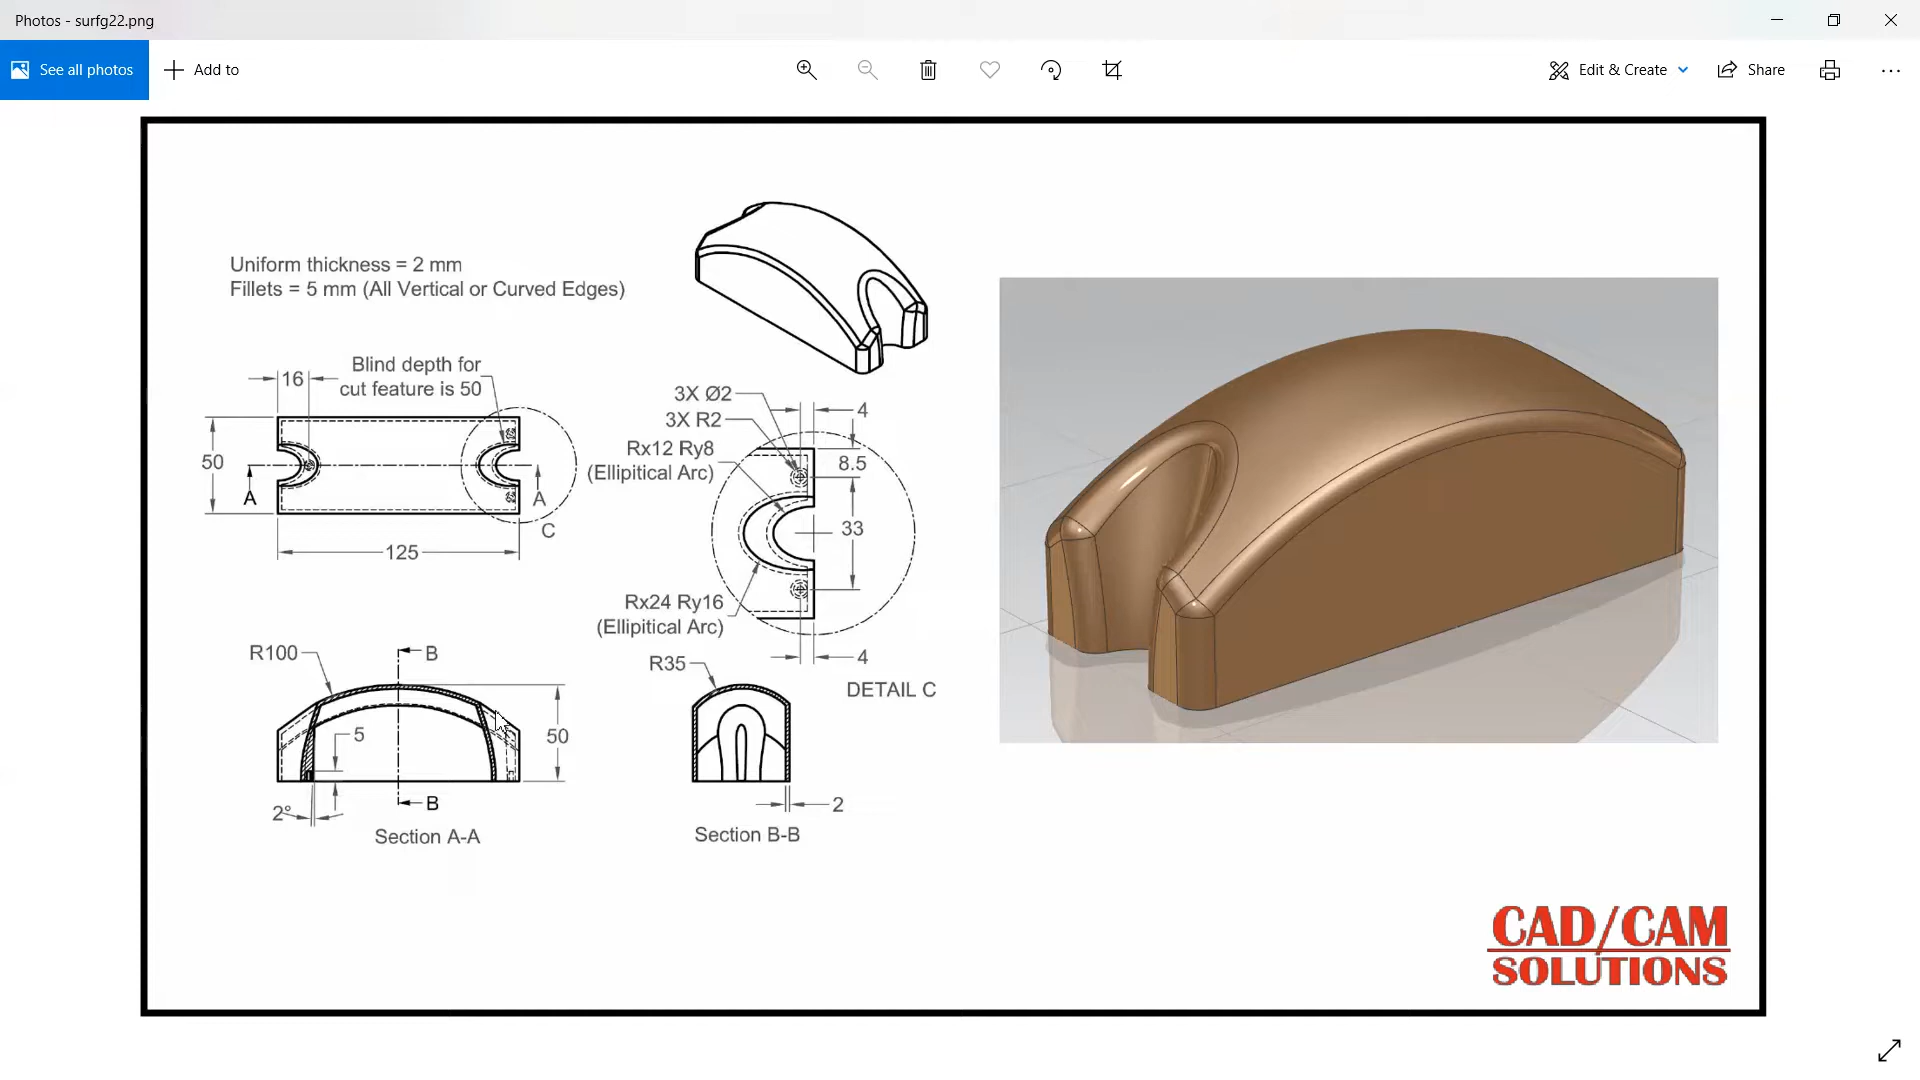 Photos - surfg22.png
See all photos
Add to
Edit & Create
Share
Uniform thickness = 2 mm
Fillets = 5 mm (All Vertical or Curved Edges)
Blind depth for
cut feature is 50
16
50
A
A
C
125
3X Ø2
3X R2
Rx12 Ry8
(Ellipitical Arc)
4
8.5
33
Rx24 Ry16
(Ellipitical Arc)
4
DETAIL C
R100
B
5
50
2°
B
Section A-A
R35
2
Section B-B
CAD/CAM
SOLUTIONS